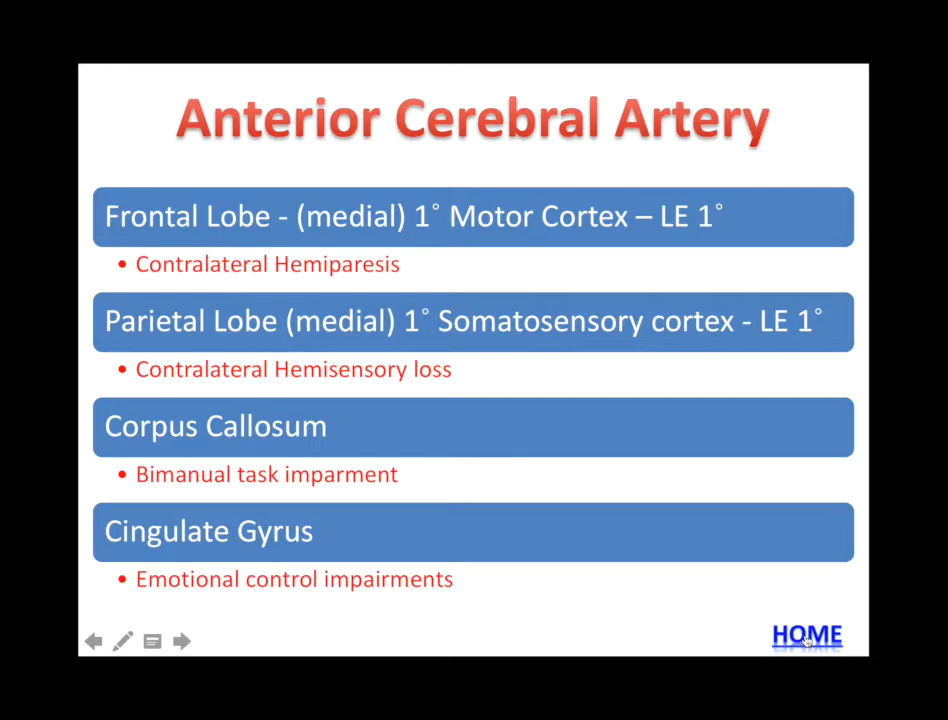 Anterior Cerebral Artery
Frontal Lobe - (medial) 1˚ Motor Cortex – LE 1˚
• Contralateral Hemiparesis
Parietal Lobe (medial) 1˚ Somatosensory cortex - LE 1˚
• Contralateral Hemisensory loss
Corpus Callosum
• Bimanual task imparment
Cingulate Gyrus
• Emotional control impairments
HOME